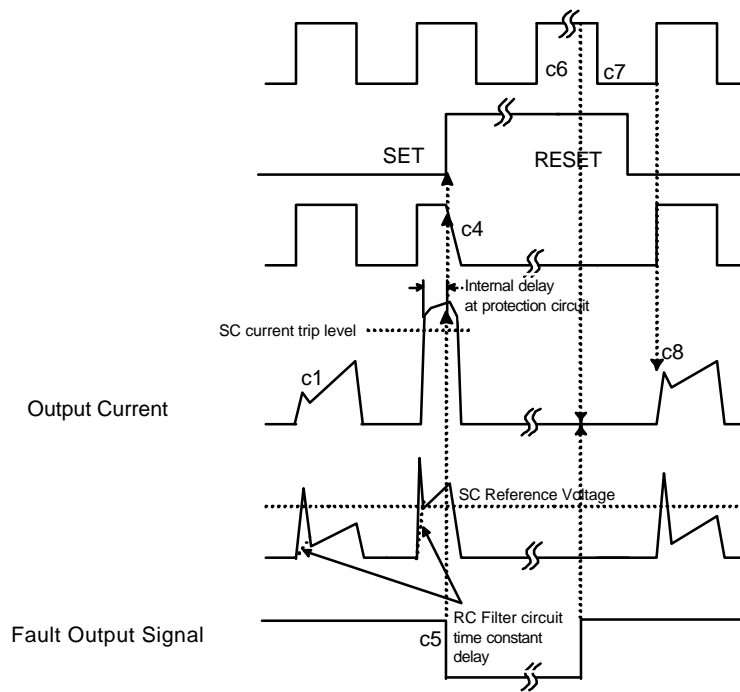 c6
c7
SET
RESET
c4
Internal delay
at protection circuit
SC current trip level
c1
c8
Output Current
SC Reference Voltage
RC Filter circuit
time constant
delay
Fault Output Signal
c5